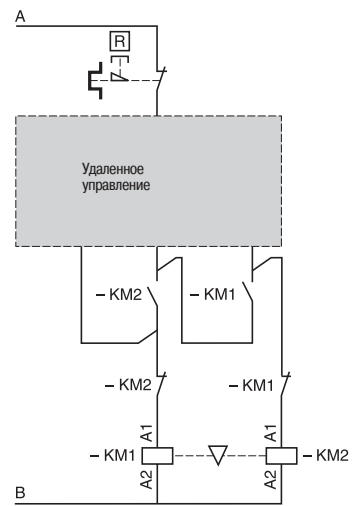 A
R
Удаленное
управление
– KM2
– KM1
– KM2
– KM1
A1
A1
– KM1
– KM2
A2
A2
B